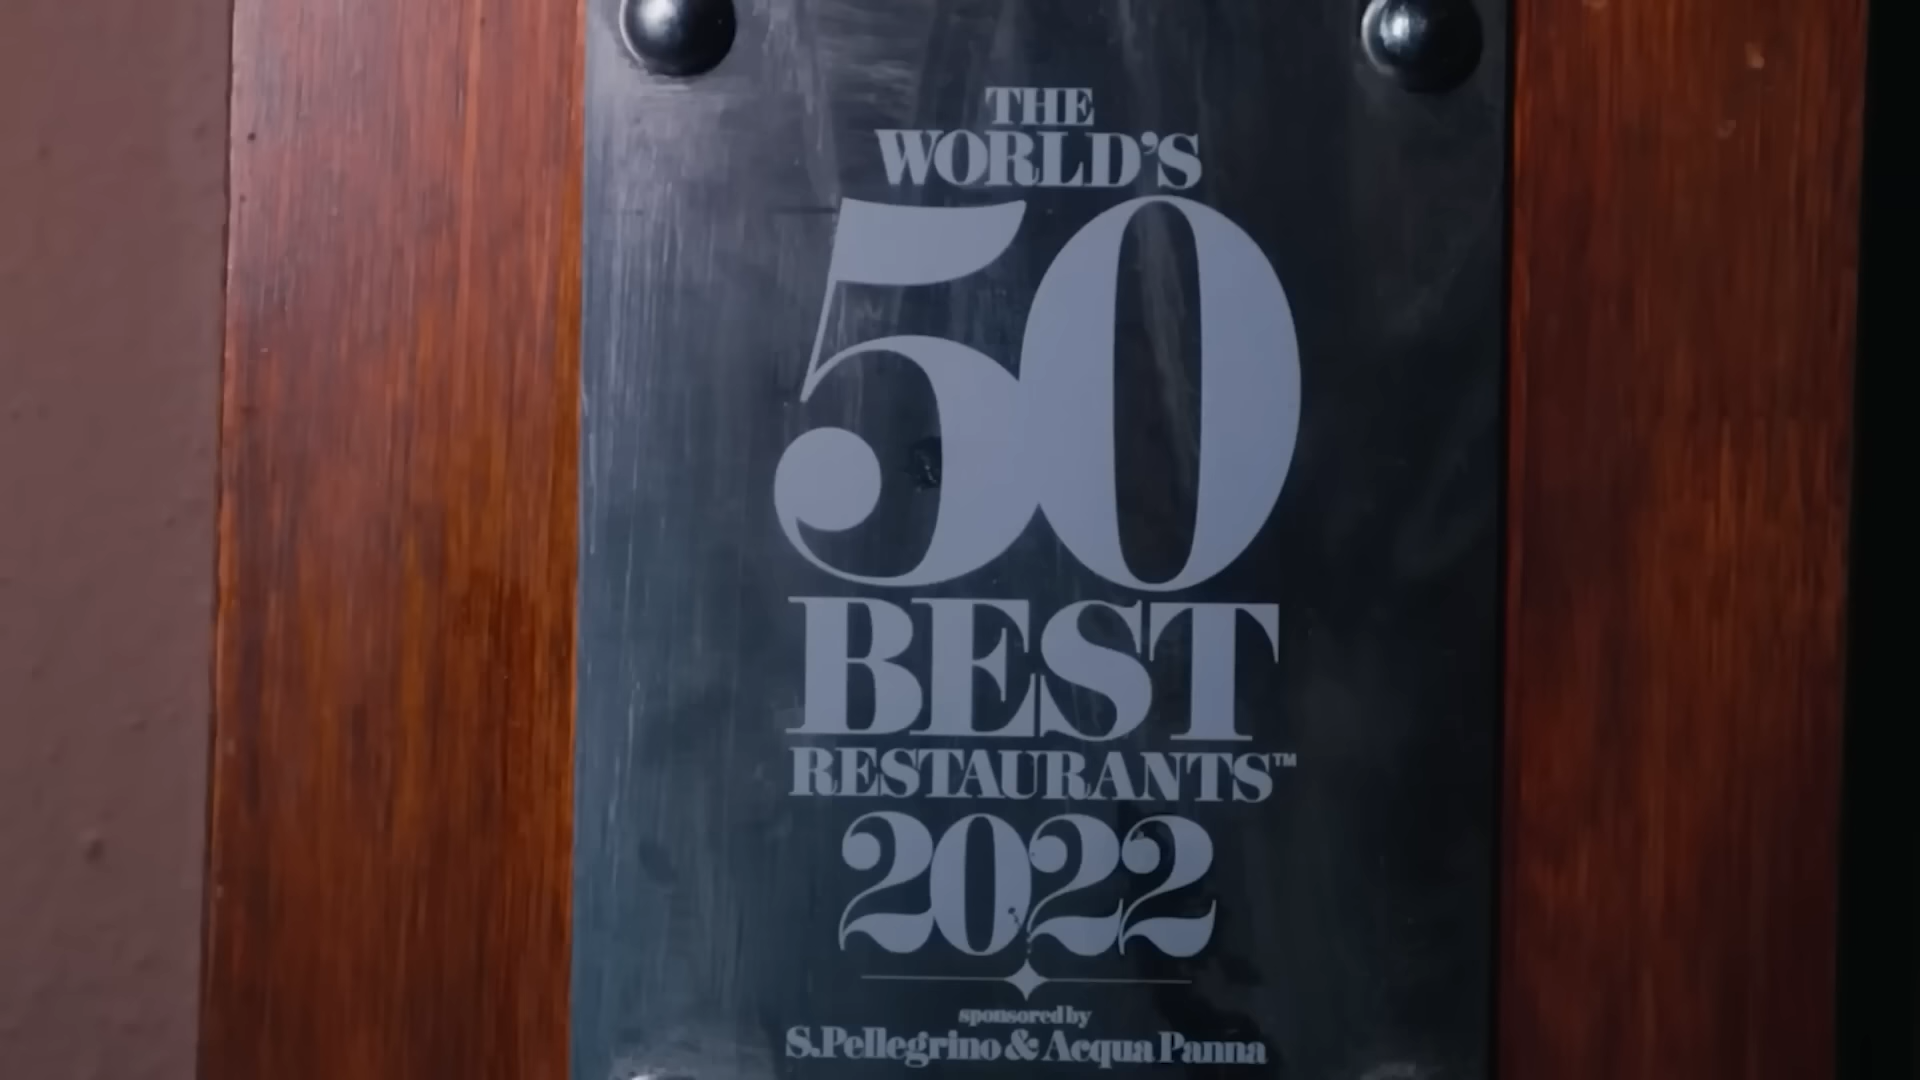 THE
WORLD'S
50
BEST
RESTAURANTS™
2022
sponsored by
S.Pellegrino & Acqua Panna